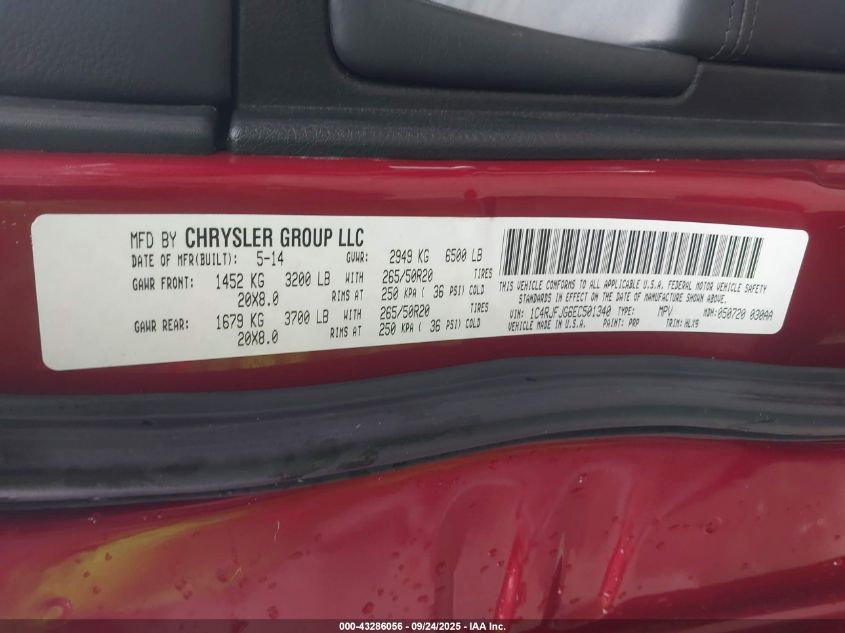 MFD BY CHRYSLER GROUP LLC
DATE OF MFR(BUILT): 5-14 GVWR: 2949 KG 6500 LB
GAWR FRONT: 1452 KG 3200 LB WITH 265/50R20 TIRES
20X8.0 RIMS AT 250 KPA ( 36 PSI) COLD
GAWR REAR: 1679 KG 3700 LB WITH 265/50R20 TIRES
20X8.0 RIMS AT 250 KPA ( 36 PSI) COLD
THIS VEHICLE CONFORMS TO ALL APPLICABLE U.S.A. FEDERAL MOTOR VEHICLE SAFETY
STANDARDS IN EFFECT ON THE DATE OF MANUFACTURE SHOWN ABOVE.
VIN: 1C4RJFJG6EC501340 TYPE: MPV MDH: 050720 030AA
VEHICLE MADE IN U.S.A. PAINT: PRP TRIM: HLX9
000-43286056 - 09/24/2025 - IAA Inc.